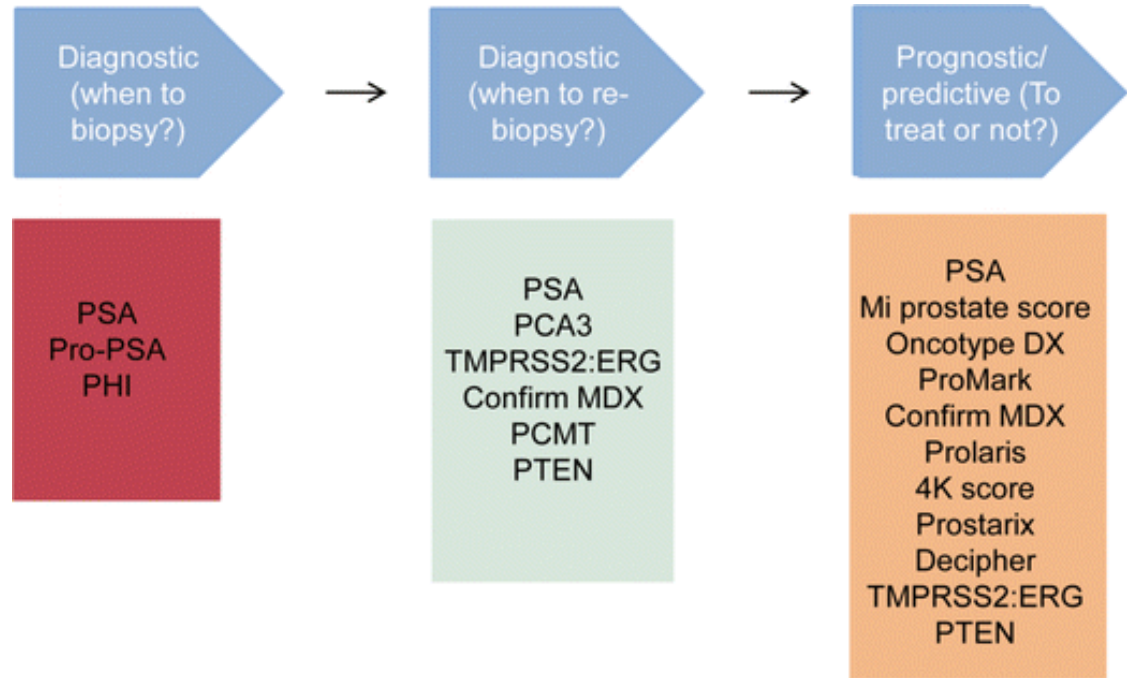 Diagnostic
(when to
biopsy?)
Diagnostic
(when to re-
biopsy?)
Prognostic/
predictive (To
treat or not?)
PSA
Pro-PSA
PHI
PSA
PCA3
TMPRSS2:ERG
Confirm MDX
PCMT
PTEN
PSA
Mi prostate score
Oncotype DX
ProMark
Confirm MDX
Prolaris
4K score
Prostarix
Decipher
TMPRSS2:ERG
PTEN